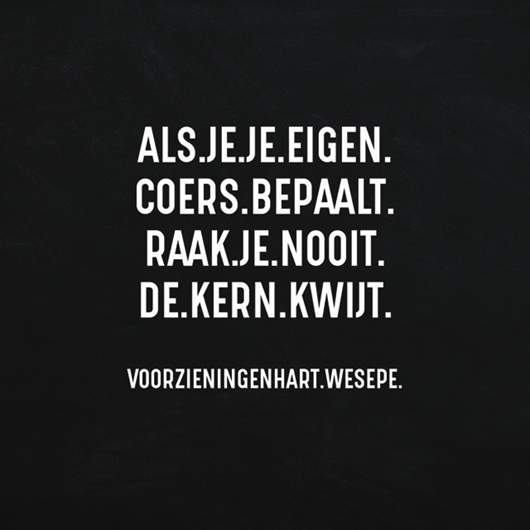 ALS.JE.JE.EIGEN.
COERS.BEPAALT.
RAAK.JE.NOOIT.
DE.KERN.KWIJT.
VOORZIENINGENHART.WESEPE.